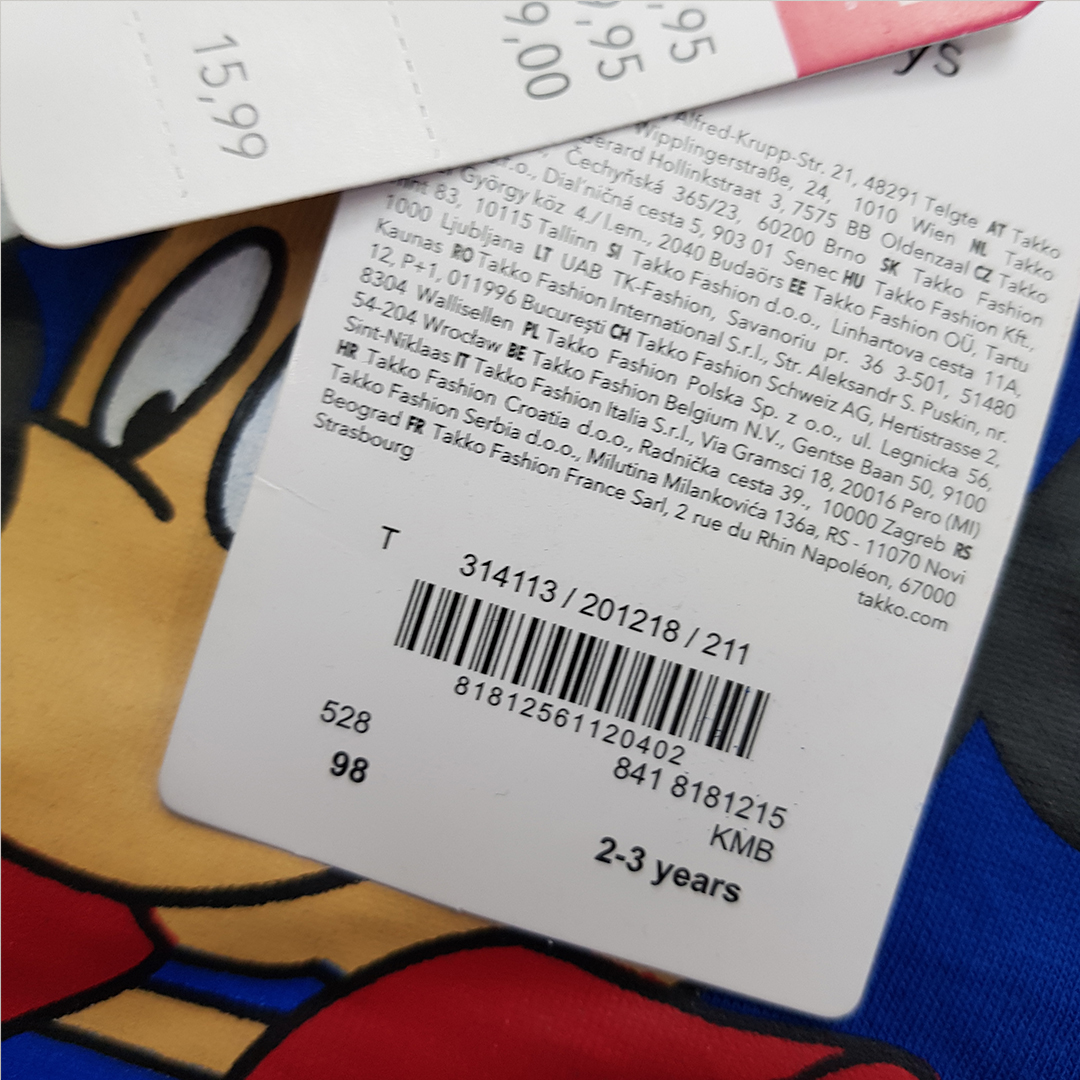 15,99
9,00
,95
,95
ys
Alfred-Krupp-Str. 21, 48291 Telgte AT Takko
Wipplingerstraße, 24, 1010 Wien NL Takko
Hollinkstraat 3, 7575 BB Oldenzaal CZ Takko
Čechyňská 365/23, 60200 Brno SK Takko Fashion
Diaľničná cesta 5, 903 01 Senec HU Takko Fashion Kft.,
György köz 4./Lem., 2040 Budaörs EE Takko Fashion OÜ, Tartu
83, 10115 Tallinn SI Takko Fashion d.o.o., Linhartova cesta 11A,
1000 Ljubljana LT UAB TK-Fashion, Savanoriu pr. 36 3-501, 51480
Kaunas RO Takko Fashion International S.r.l., Str. Aleksandr S. Puskin, nr.
12, P+1, 011996 București CH Takko Fashion Schweiz AG, Hertistrasse 2,
8304 Wallisellen PL Takko Fashion Polska Sp. z o.o., ul. Legnicka 56,
54-204 Wrocław BE Takko Fashion Belgium N.V., Gentse Baan 50, 9100
Sint-Niklaas IT Takko Fashion Italia S.r.l., Via Gramsci 18, 20016 Pero (MI)
HR Takko Fashion Croatia d.o.o., Radnička cesta 39., 10000 Zagreb RS
Takko Fashion Serbia d.o.o., Milutina Milankovića 136a, RS - 11070 Novi
Beograd FR Takko Fashion France Sarl, 2 rue du Rhin Napoléon, 67000
Strasbourg
takko.com
T
314113 / 201218 / 211
81812561120402
528
841 8181215
98
KMB
2-3 years